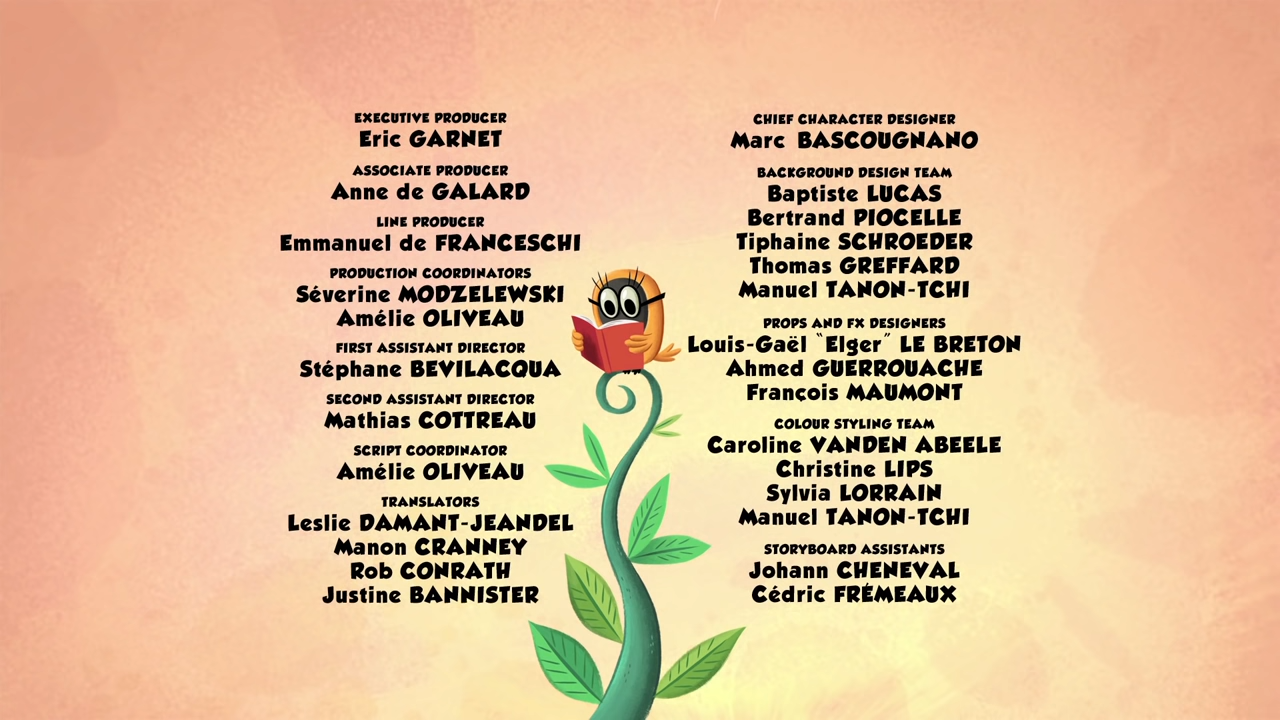 EXECUTIVE PRODUCER
Eric GARNET
ASSOCIATE PRODUCER
Anne de GALARD
LINE PRODUCER
Emmanuel de FRANCESCHI
PRODUCTION COORDINATORS
Séverine MODZELEWSKI
Amélie OLIVEAU
FIRST ASSISTANT DIRECTOR
Stéphane BEVILACQUA
SECOND ASSISTANT DIRECTOR
Mathias COTTREAU
SCRIPT COORDINATOR
Amélie OLIVEAU
TRANSLATORS
Leslie DAMANT-JEANDEL
Manon CRANNEY
Rob CONRATH
Justine BANNISTER
CHIEF CHARACTER DESIGNER
Marc BASCOUGNANO
BACKGROUND DESIGN TEAM
Baptiste LUCAS
Bertrand PIOCELLE
Tiphaine SCHROEDER
Thomas GREFFARD
Manuel TANON-TCHI
PROPS AND FX DESIGNERS
Louis-Gaël "Elger" LE BRETON
Ahmed GUERROUACHE
François MAUMONT
COLOUR STYLING TEAM
Caroline VANDEN ABEELE
Christine LIPS
Sylvia LORRAIN
Manuel TANON-TCHI
STORYBOARD ASSISTANTS
Johann CHENEVAL
Cédric FRÉMEAUX